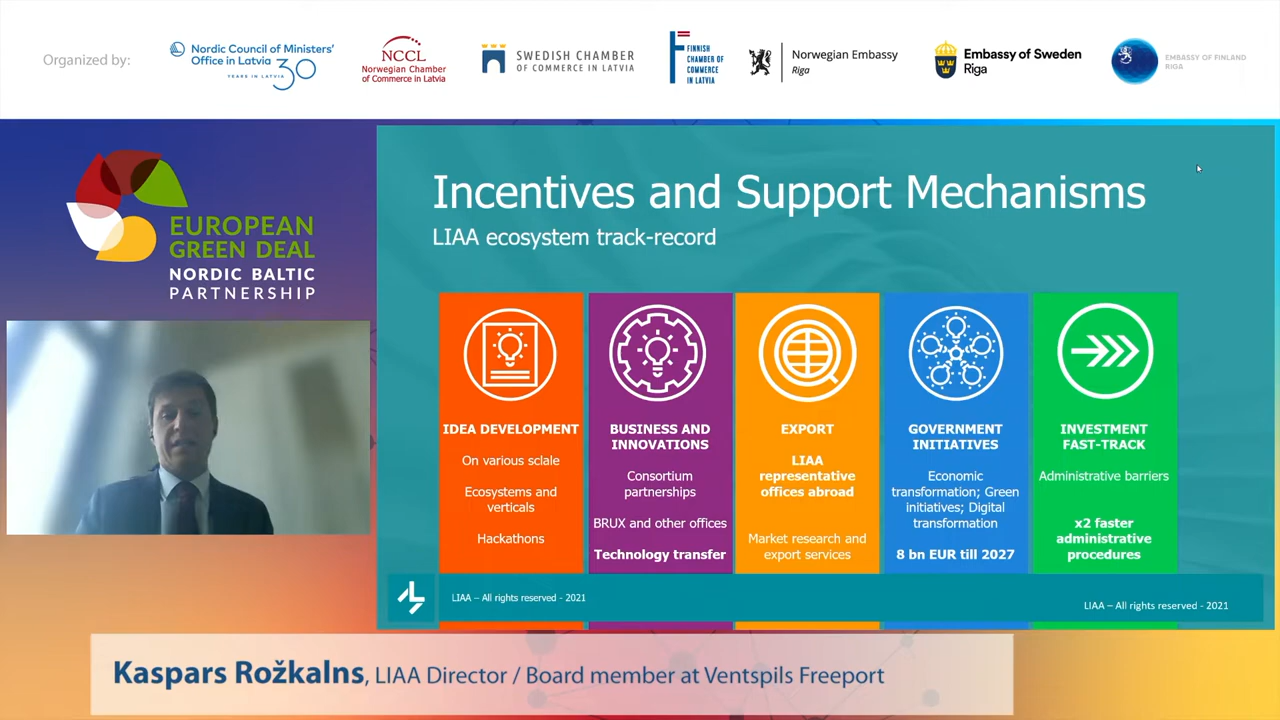 Organized by:
Nordic Council of Ministers'
Office in Latvia
YEARS IN LATVIA 30
NCCL
Norwegian Chamber
of Commerce in Latvia
SWEDISH CHAMBER
OF COMMERCE IN LATVIA
FINNISH
CHAMBER OF
COMMERCE
IN LATVIA
Norwegian Embassy
Riga
Embassy of Sweden
Riga
EMBASSY OF FINLAND
RIGA
EUROPEAN
GREEN DEAL
NORDIC BALTIC
PARTNERSHIP
Incentives and Support Mechanisms
LIAA ecosystem track-record
IDEA DEVELOPMENT
On various sclale
Ecosystems and
verticals
Hackathons
BUSINESS AND
INNOVATIONS
Consortium
partnerships
BRUX and other offices
Technology transfer
EXPORT
LIAA
representative
offices abroad
Market research and
export services
GOVERNMENT
INITIATIVES
Economic
transformation; Green
initiatives; Digital
transformation
8 bn EUR till 2027
INVESTMENT
FAST-TRACK
Administrative barriers
x2 faster
administrative
procedures
LIAA – All rights reserved - 2021
LIAA – All rights reserved - 2021
Kaspars Rožkalns, LIAA Director / Board member at Ventspils Freeport